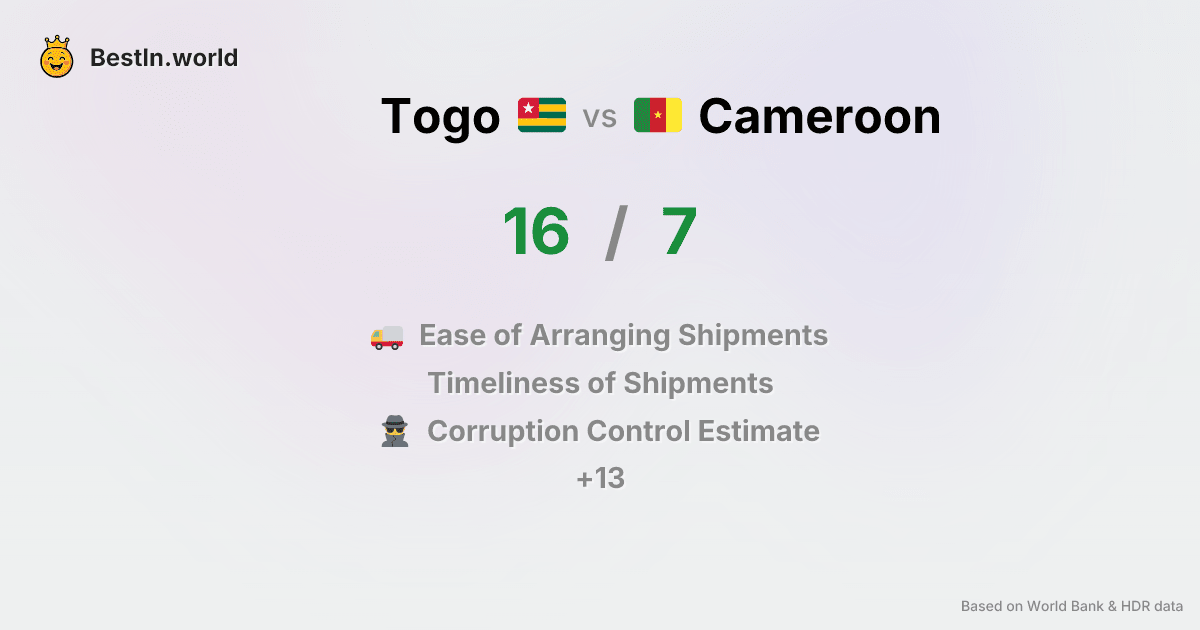 BestIn.world
Togo vs Cameroon
16 / 7
Ease of Arranging Shipments
Timeliness of Shipments
Corruption Control Estimate
+13
Based on World Bank & HDR data